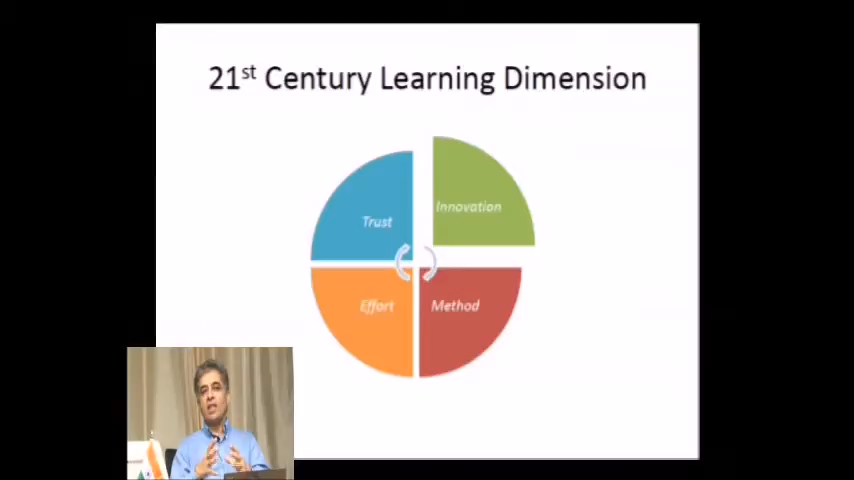 21st Century Learning Dimension
Innovation
Trust
Effort
Method